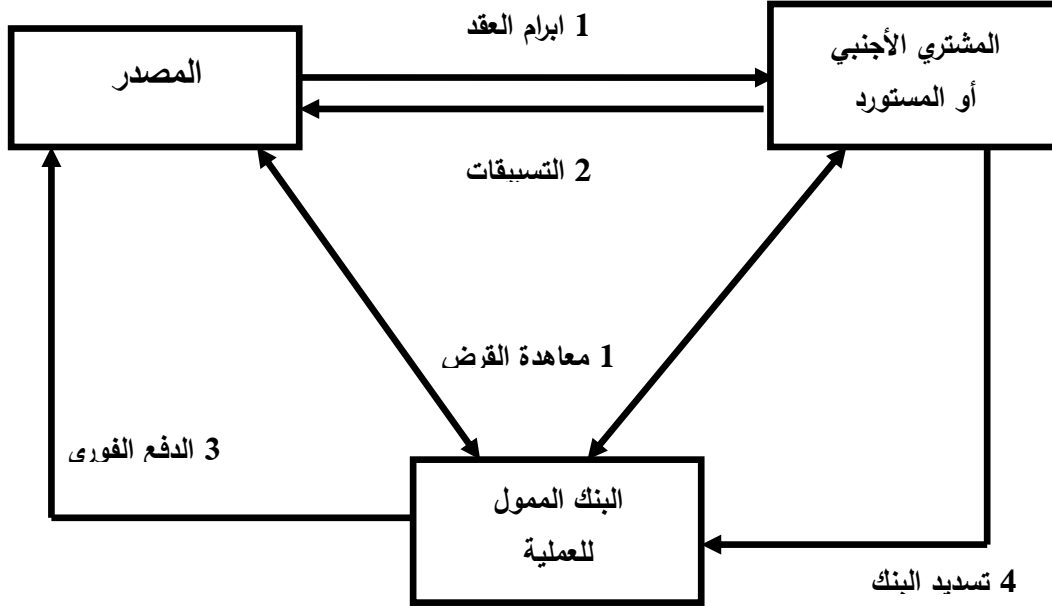 1 ابرام العقد
المشتري الأجنبي
أو المستورد
المصدر
2 التسبيقات
1 معاهدة القرض
3 الدفع الفوري
البنك الممول
للعملية
4 تسديد البنك